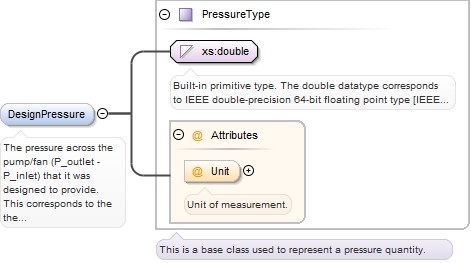 PressureType
xs:double
Built-in primitive type. The double datatype corresponds
to IEEE double-precision 64-bit floating point type [IEEE...
DesignPressure
The pressure across the
pump/fan (P_outlet -
P_inlet) that it was
designed to provide.
This corresponds to the
the...
@ Attributes
@ Unit
Unit of measurement.
This is a base class used to represent a pressure quantity.